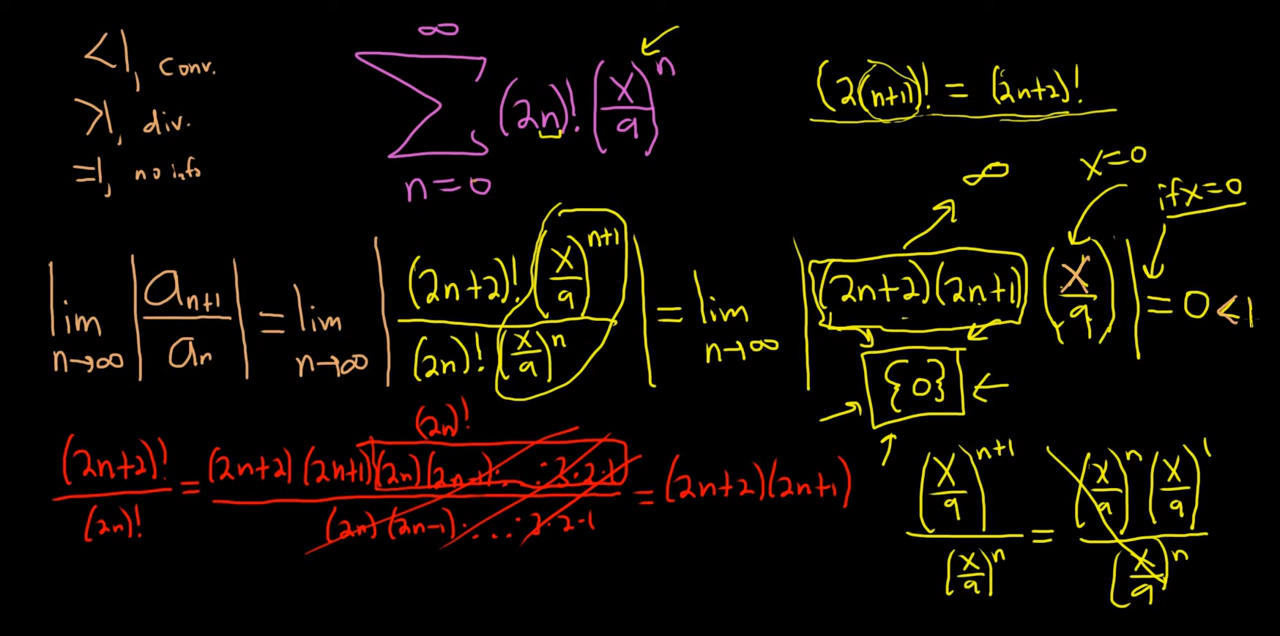 <1, conv.
>1, div.
=1, no info
∞
∑ (2n)! (x/9)^n
n=0
(2(n+1))! = (2n+2)!
∞
x=0
if x=0
lim n→∞ |a_{n+1}/a_n| = lim n→∞ |(2n+2)! (x/9)^{n+1} / (2n)! (x/9)^n| = lim n→∞ |(2n+2)(2n+1) (x/9)| = 0 < 1
{0}
(2n)!
(2n+2)!/(2n)! = (2n+2)(2n+1)(2n)(2n-1)·...·3·2·1 / (2n)(2n-1)·...·3·2·1 = (2n+2)(2n+1)
(x/9)^{n+1} / (x/9)^n = (x/9)^n (x/9)^1 / (x/9)^n